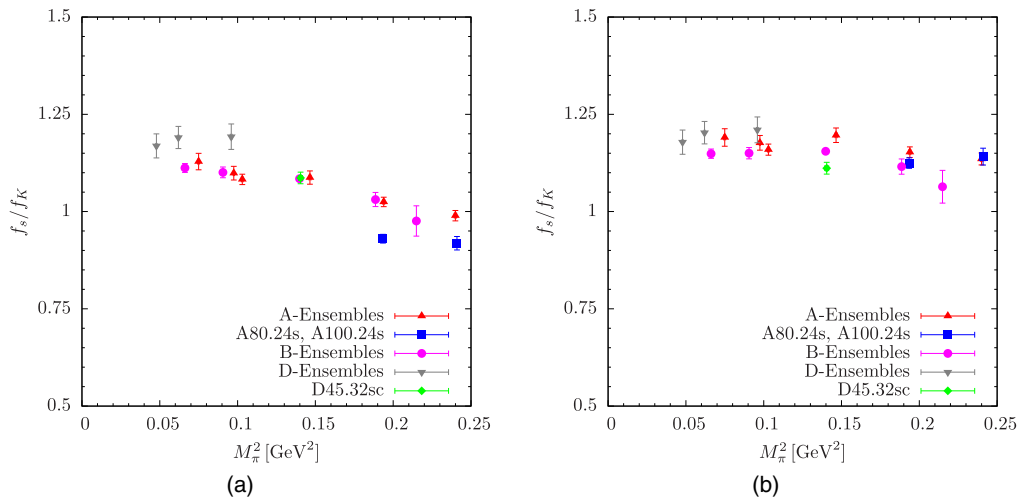 1.5
1.25
1
0.75
0.5
f_s/f_K
0 0.05 0.1 0.15 0.2 0.25
M_π^2 [GeV^2]
A-Ensembles
A80.24s, A100.24s
B-Ensembles
D-Ensembles
D45.32sc
(a)
1.5
1.25
1
0.75
0.5
f_s/f_K
0 0.05 0.1 0.15 0.2 0.25
M_π^2 [GeV^2]
A-Ensembles
A80.24s, A100.24s
B-Ensembles
D-Ensembles
D45.32sc
(b)